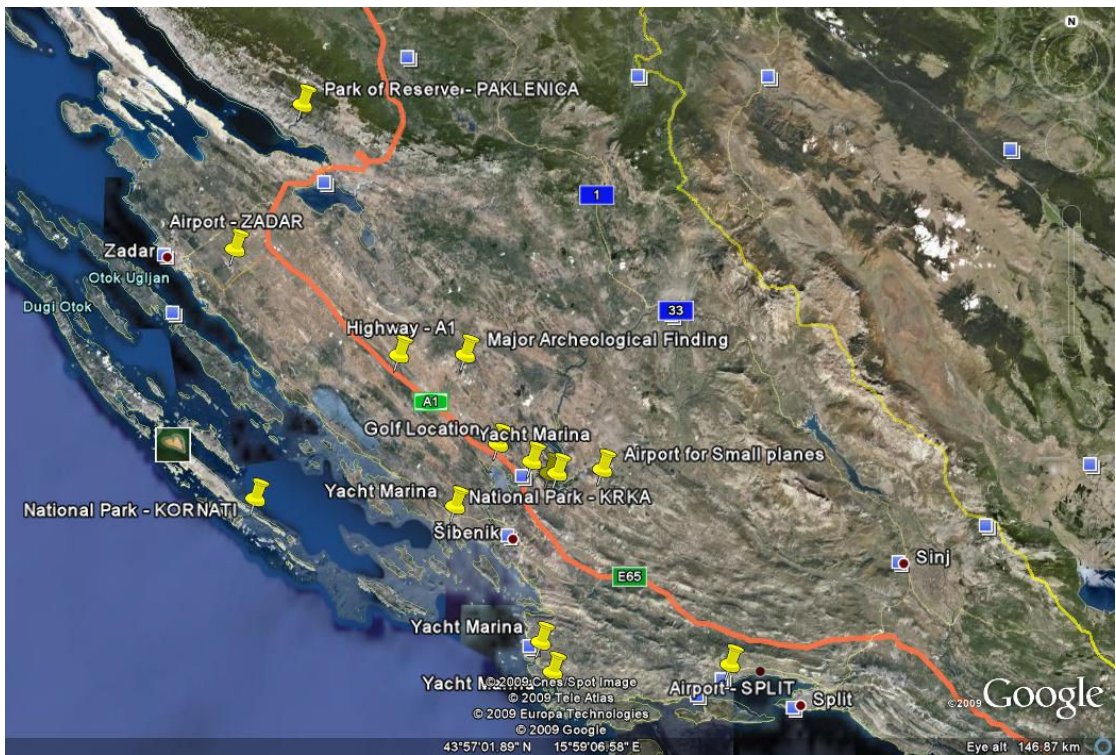 N
Park of Reserve - PAKLENICA
1
Airport - ZADAR
Zadar
Otok Ugljan
Dugi Otok
33
Highway - A1
Major Archeological Finding
A1
Golf Location
Yacht Marina
Airport for Small planes
Yacht Marina
National Park - KRKA
National Park - KORNATI
Šibenik
Sinj
E65
Yacht Marina
Yacht Marina
Airport - SPLIT
Split
© 2009 Cnes/Spot Image
© 2009 Tele Atlas
© 2009 Europa Technologies
© 2009 Google
©2009 Google
43°57'01.89" N 15°59'06.58" E
Eye alt 146.87 km